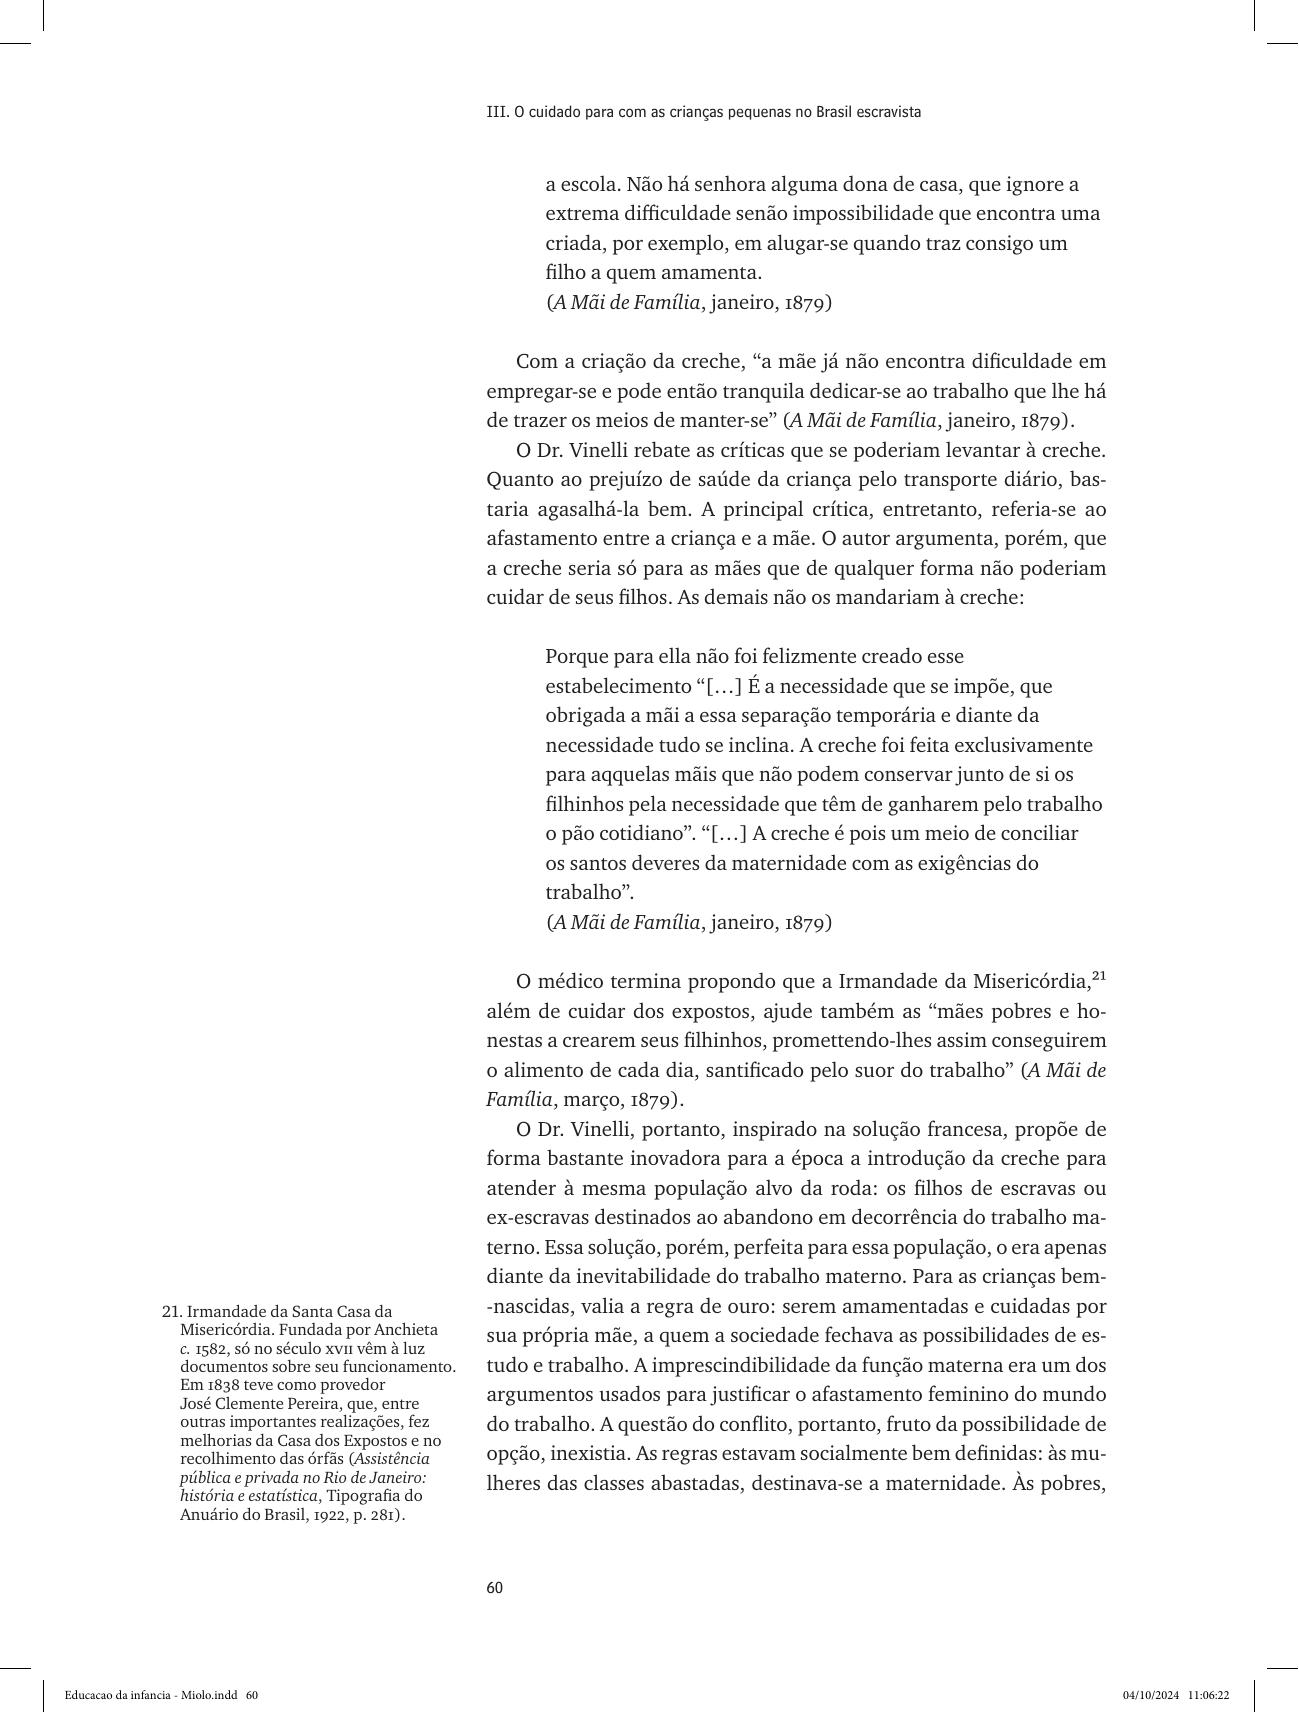 III. O cuidado para com as crianças pequenas no Brasil escravista
a escola. Não há senhora alguma dona de casa, que ignore a
extrema difficuldade senão impossibilidade que encontra uma
criada, por exemplo, em alugar-se quando traz consigo um
filho a quem amamenta.
(A Mãi de Família, janeiro, 1879)
Com a criação da creche, “a mãe já não encontra dificuldade em
empregar-se e pode então tranquila dedicar-se ao trabalho que lhe há
de trazer os meios de manter-se” (A Mãi de Família, janeiro, 1879).
O Dr. Vinelli rebate as críticas que se poderiam levantar à creche.
Quanto ao prejuízo de saúde da criança pelo transporte diário, bas-
taria agasalhá-la bem. A principal crítica, entretanto, referia-se ao
afastamento entre a criança e a mãe. O autor argumenta, porém, que
a creche seria só para as mães que de qualquer forma não poderiam
cuidar de seus filhos. As demais não os mandariam à creche:
Porque para ella não foi felizmente creado esse
estabelecimento “[…] É a necessidade que se impõe, que
obrigada a mãi a essa separação temporária e diante da
necessidade tudo se inclina. A creche foi feita exclusivamente
para aqquelas mãis que não podem conservar junto de si os
filhinhos pela necessidade que têm de ganharem pelo trabalho
o pão cotidiano”. “[…] A creche é pois um meio de conciliar
os santos deveres da maternidade com as exigências do
trabalho”.
(A Mãi de Família, janeiro, 1879)
O médico termina propondo que a Irmandade da Misericórdia,21
além de cuidar dos expostos, ajude também as “mães pobres e ho-
nestas a crearem seus filhinhos, promettendo-lhes assim conseguirem
o alimento de cada dia, santificado pelo suor do trabalho” (A Mãi de
Família, março, 1879).
O Dr. Vinelli, portanto, inspirado na solução francesa, propõe de
forma bastante inovadora para a época a introdução da creche para
atender à mesma população alvo da roda: os filhos de escravas ou
ex-escravas destinados ao abandono em decorrência do trabalho ma-
terno. Essa solução, porém, perfeita para essa população, o era apenas
diante da inevitabilidade do trabalho materno. Para as crianças bem-
-nascidas, valia a regra de ouro: serem amamentadas e cuidadas por
sua própria mãe, a quem a sociedade fechava as possibilidades de es-
tudo e trabalho. A imprescindibilidade da função materna era um dos
argumentos usados para justificar o afastamento feminino do mundo
do trabalho. A questão do conflito, portanto, fruto da possibilidade de
opção, inexistia. As regras estavam socialmente bem definidas: às mu-
lheres das classes abastadas, destinava-se a maternidade. Às pobres,
21. Irmandade da Santa Casa da
Misericórdia. Fundada por Anchieta
c. 1582, só no século XVII vêm à luz
documentos sobre seu funcionamento.
Em 1838 teve como provedor
José Clemente Pereira, que, entre
outras importantes realizações, fez
melhorias da Casa dos Expostos e no
recolhimento das órfãs (Assistência
pública e privada no Rio de Janeiro:
história e estatística, Tipografia do
Anuário do Brasil, 1922, p. 281).
60
Educacao da infancia - Miolo.indd 60
04/10/2024 11:06:22